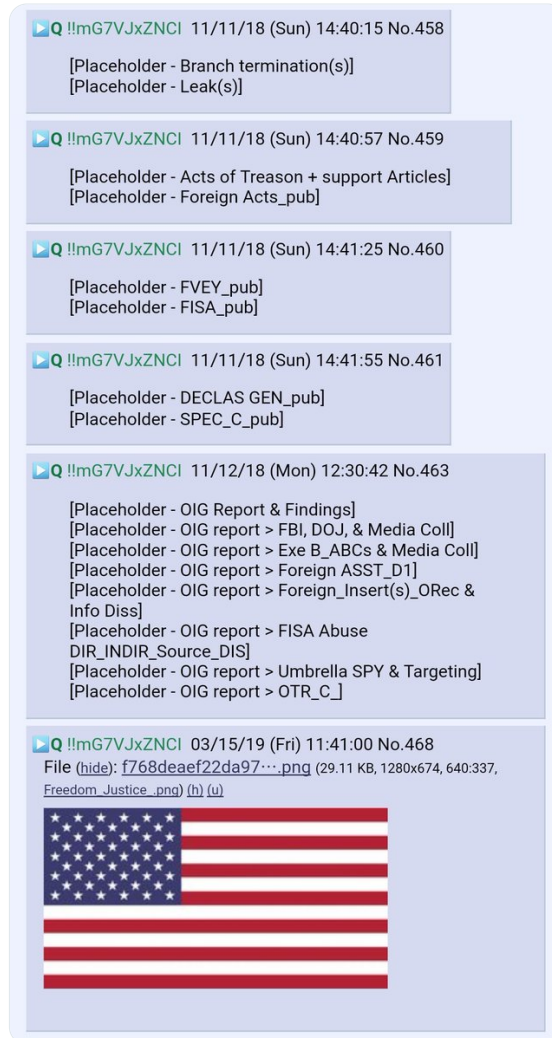 Q !!mG7VJxZNCI 11/11/18 (Sun) 14:40:15 No.458
[Placeholder - Branch termination(s)]
[Placeholder - Leak(s)]
Q !!mG7VJxZNCI 11/11/18 (Sun) 14:40:57 No.459
[Placeholder - Acts of Treason + support Articles]
[Placeholder - Foreign Acts_pub]
Q !!mG7VJxZNCI 11/11/18 (Sun) 14:41:25 No.460
[Placeholder - FVEY_pub]
[Placeholder - FISA_pub]
Q !!mG7VJxZNCI 11/11/18 (Sun) 14:41:55 No.461
[Placeholder - DECLAS GEN_pub]
[Placeholder - SPEC_C_pub]
Q !!mG7VJxZNCI 11/12/18 (Mon) 12:30:42 No.463
[Placeholder - OIG Report & Findings]
[Placeholder - OIG report > FBI, DOJ, & Media Coll]
[Placeholder - OIG report > Exe B_ABCs & Media Coll]
[Placeholder - OIG report > Foreign ASST_D1]
[Placeholder - OIG report > Foreign_Insert(s)_ORec &
Info Diss]
[Placeholder - OIG report > FISA Abuse
DIR_INDIR_Source_DIS]
[Placeholder - OIG report > Umbrella SPY & Targeting]
[Placeholder - OIG report > OTR_C_]
Q !!mG7VJxZNCI 03/15/19 (Fri) 11:41:00 No.468
File (hide): f768deaef22da97⋯.png (29.11 KB, 1280x674, 640:337,
Freedom_Justice_.png) (h) (u)